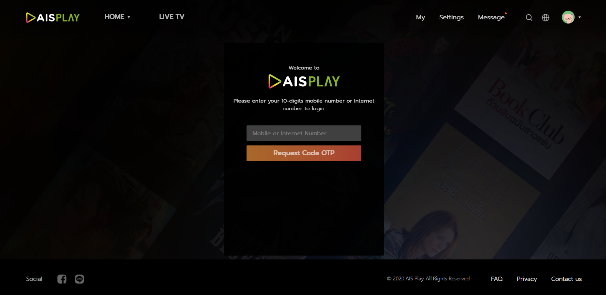 AISPLAY
HOME
LIVE TV
My
Settings
Message
Welcome to
AISPLAY
Please enter your 10-digits mobile number or Internet
number to login
Mobile or Internet Number
Request Code OTP
Book Club
Social
© 2020 AIS Play. All Rights Reserved
FAQ
Privacy
Contact us